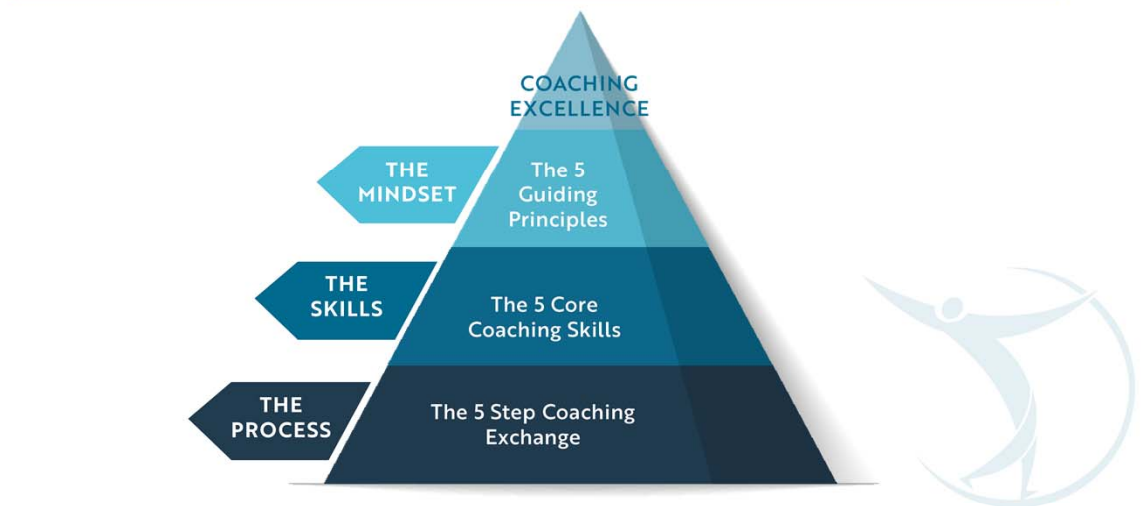 COACHING
EXCELLENCE
THE
MINDSET
The 5
Guiding
Principles
THE
SKILLS
The 5 Core
Coaching Skills
THE
PROCESS
The 5 Step Coaching
Exchange